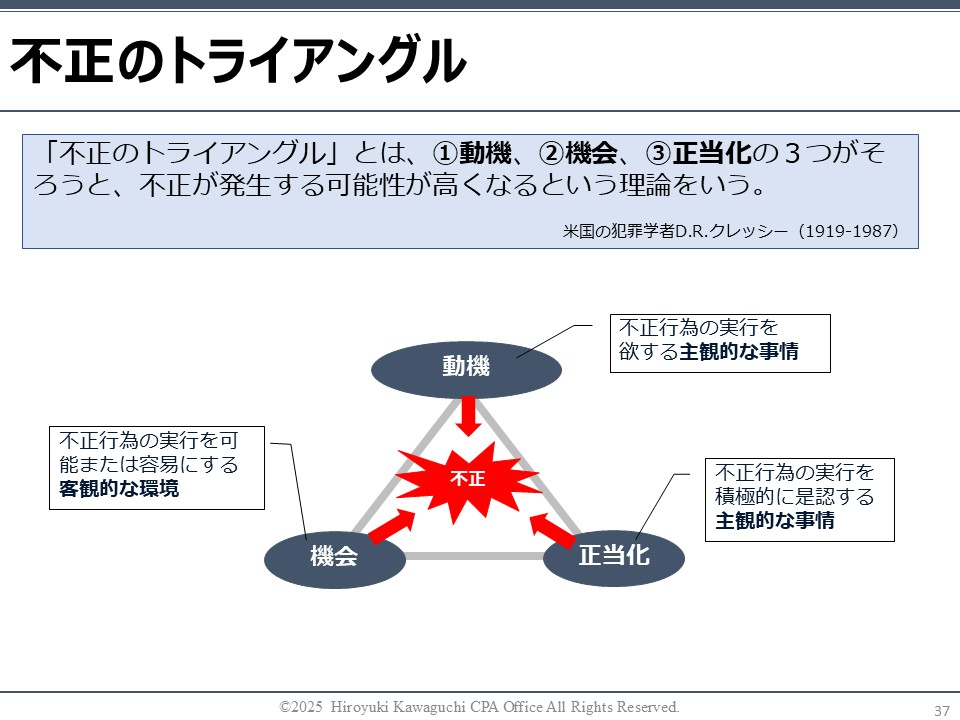 不正のトライアングル
「不正のトライアングル」とは、①動機、②機会、③正当化の３つがそ
ろうと、不正が発生する可能性が高くなるという理論をいう。
米国の犯罪学者D.R.クレッシー（1919-1987）
不正行為の実行を
欲する主観的な事情
動機
不正行為の実行を可
能または容易にする
客観的な環境
不正
不正行為の実行を
積極的に是認する
主観的な事情
機会
正当化
©2025 Hiroyuki Kawaguchi CPA Office All Rights Reserved.
37